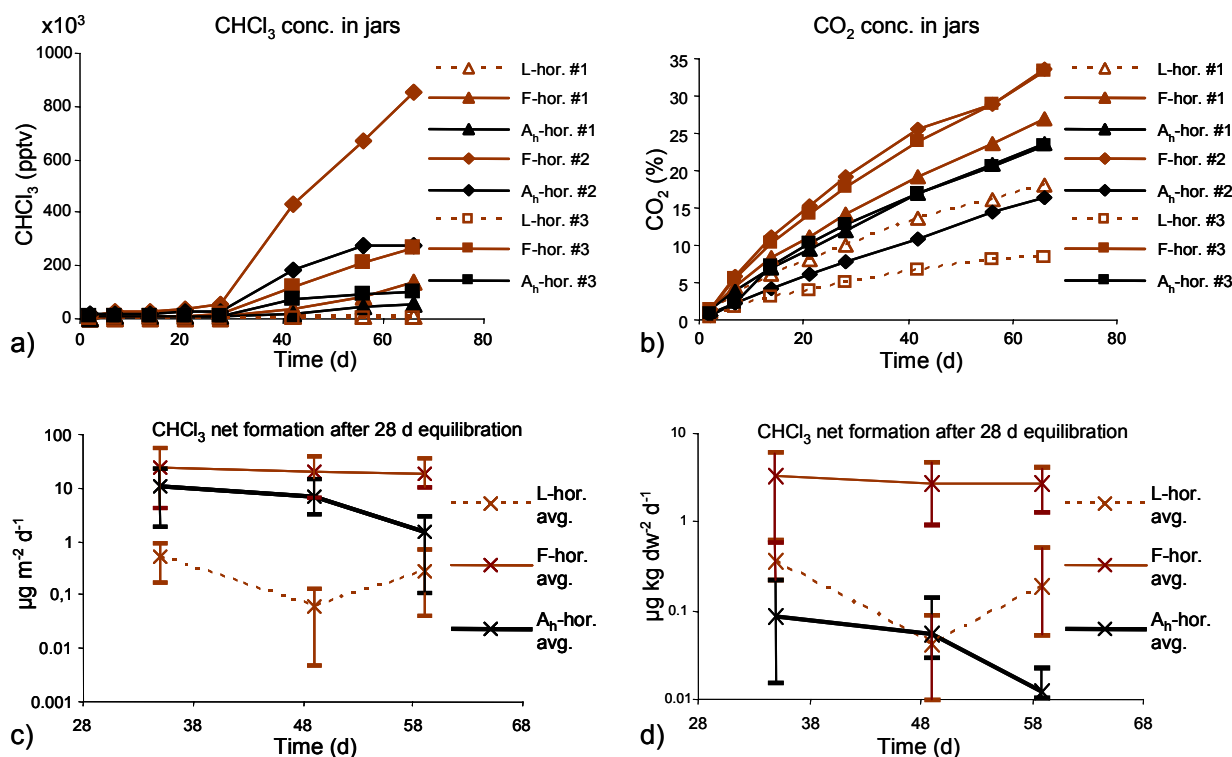 x10³
CHCl₃ conc. in jars
1000
800
600
400
200
0
CHCl₃ (pptv)
0 20 40 60 80
Time (d)
a)
L-hor. #1
F-hor. #1
Aₕ-hor. #1
F-hor. #2
Aₕ-hor. #2
L-hor. #3
F-hor. #3
Aₕ-hor. #3
CO₂ conc. in jars
35
30
25
20
15
10
5
0
CO₂ (%)
0 21 41 60 80
Time (d)
b)
L-hor. #1
F-hor. #1
Aₕ-hor. #1
F-hor. #2
Aₕ-hor. #2
L-hor. #3
F-hor. #3
Aₕ-hor. #3
CHCl₃ net formation after 28 d equilibration
100
10
1
0,1
0.01
0.001
µg m⁻² d⁻¹
28 38 48 58 68
Time (d)
c)
L-hor.
avg.
F-hor.
avg.
Aₕ-hor.
avg.
CHCl₃ net formation after 28 d equilibration
10
1
0.1
0.01
µg kg dw⁻² d⁻¹
28 38 48 58 68
Time (d)
d)
L-hor.
avg.
F-hor.
avg.
Aₕ-hor.
avg.